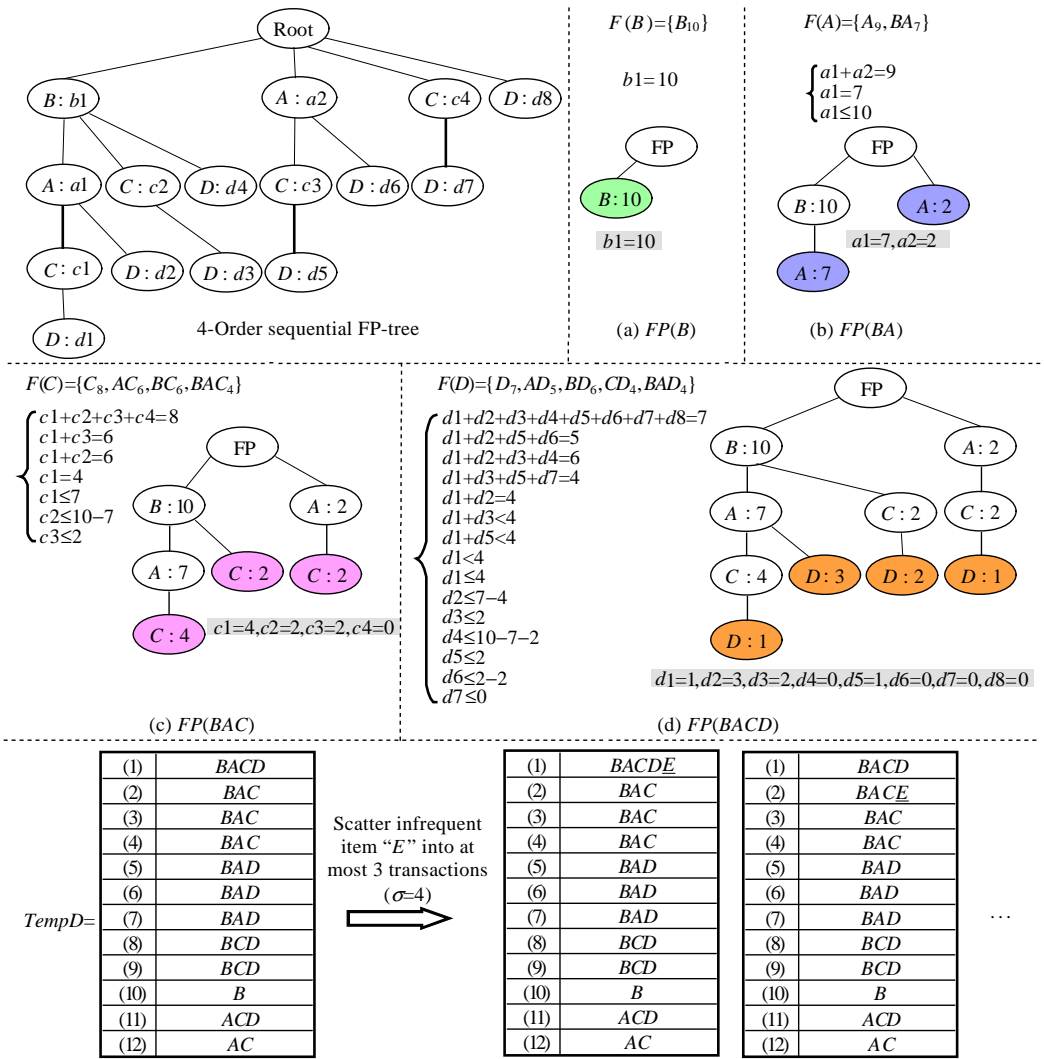 Root
B: b1
A: a2
C: c4
D: d8
A: a1
C: c2
D: d4
C: c3
D: d6
D: d7
C: c1
D: d2
D: d3
D: d5
D: d1
4-Order sequential FP-tree
F(B)={B10}
b1=10
FP
B:10
b1=10
(a) FP(B)
F(A)={A9, BA7}
a1+a2=9
a1=7
a1≤10
FP
B:10
A:2
a1=7,a2=2
A:7
(b) FP(BA)
F(C)={C8, AC6, BC6, BAC4}
c1+c2+c3+c4=8
c1+c3=6
c1+c2=6
c1=4
c1≤7
c2≤10−7
c3≤2
FP
B:10
A:2
A:7
C:2
C:2
C:4
c1=4,c2=2,c3=2,c4=0
(c) FP(BAC)
F(D)={D7, AD5, BD6, CD4, BAD4}
d1+d2+d3+d4+d5+d6+d7+d8=7
d1+d2+d5+d6=5
d1+d2+d3+d4=6
d1+d3+d5+d7=4
d1+d2=4
d1+d3<4
d1+d5<4
d1<4
d1≤4
d2≤7−4
d3≤2
d4≤10−7−2
d5≤2
d6≤2−2
d7≤0
FP
B:10
A:2
A:7
C:2
C:2
C:4
D:3
D:2
D:1
D:1
d1=1,d2=3,d3=2,d4=0,d5=1,d6=0,d7=0,d8=0
(d) FP(BACD)
TempD=
(1) BACD
(2) BAC
(3) BAC
(4) BAC
(5) BAD
(6) BAD
(7) BAD
(8) BCD
(9) BCD
(10) B
(11) ACD
(12) AC
Scatter infrequent
item “E” into at
most 3 transactions
(σ=4)
(1) BACDE
(2) BAC
(3) BAC
(4) BAC
(5) BAD
(6) BAD
(7) BAD
(8) BCD
(9) BCD
(10) B
(11) ACD
(12) AC
(1) BACD
(2) BACE
(3) BAC
(4) BAC
(5) BAD
(6) BAD
(7) BAD
(8) BCD
(9) BCD
(10) B
(11) ACD
(12) AC
…